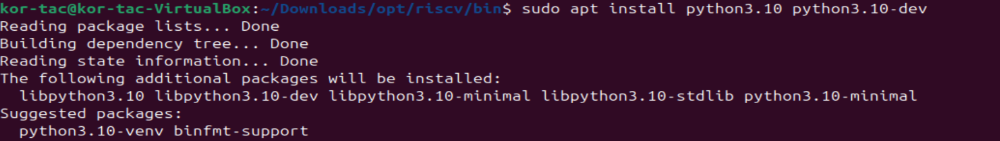 kor-tac@kor-tac-VirtualBox:~/Downloads/opt/riscv/bin$ sudo apt install python3.10 python3.10-dev
Reading package lists... Done
Building dependency tree... Done
Reading state information... Done
The following additional packages will be installed:
  libpython3.10 libpython3.10-dev libpython3.10-minimal libpython3.10-stdlib python3.10-minimal
Suggested packages:
  python3.10-venv binfmt-support